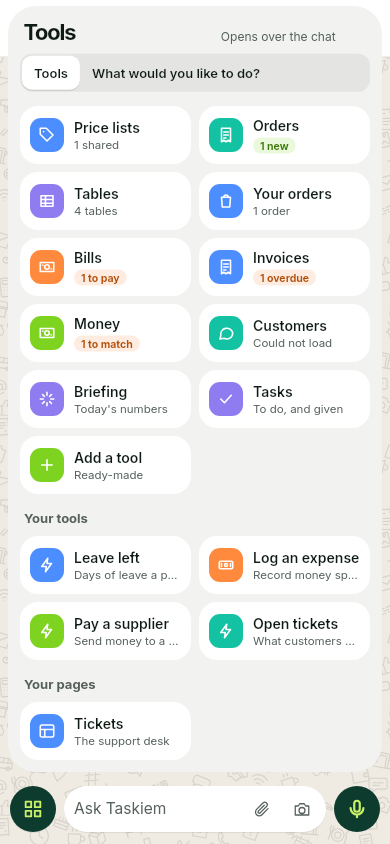 Tools
Opens over the chat
Tools
What would you like to do?
Price lists
1 shared
Orders
1 new
Tables
4 tables
Your orders
1 order
Bills
1 to pay
Invoices
1 overdue
Money
1 to match
Customers
Could not load
Briefing
Today's numbers
Tasks
To do, and given
Add a tool
Ready-made
Your tools
Leave left
Days of leave a p...
Log an expense
Record money sp...
Pay a supplier
Send money to a ...
Open tickets
What customers ...
Your pages
Tickets
The support desk
Ask Taskiem